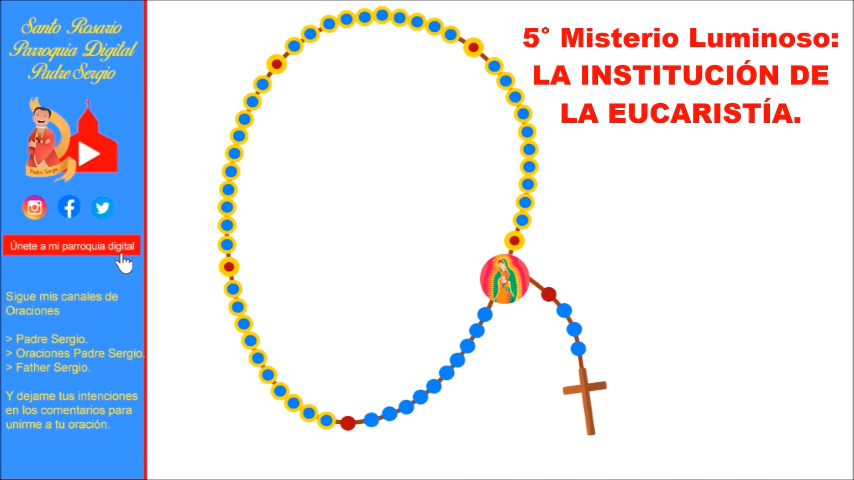 Santo Rosario
Parroquia Digital
Padre Sergio
Padre Sergio
Únete a mi parroquia digital
Sigue mis canales de
Oraciones
> Padre Sergio.
> Oraciones Padre Sergio.
> Father Sergio.
Y dejame tus intenciones
en los comentarios para
unirme a tu oración.
5° Misterio Luminoso:
LA INSTITUCIÓN DE
LA EUCARISTÍA.